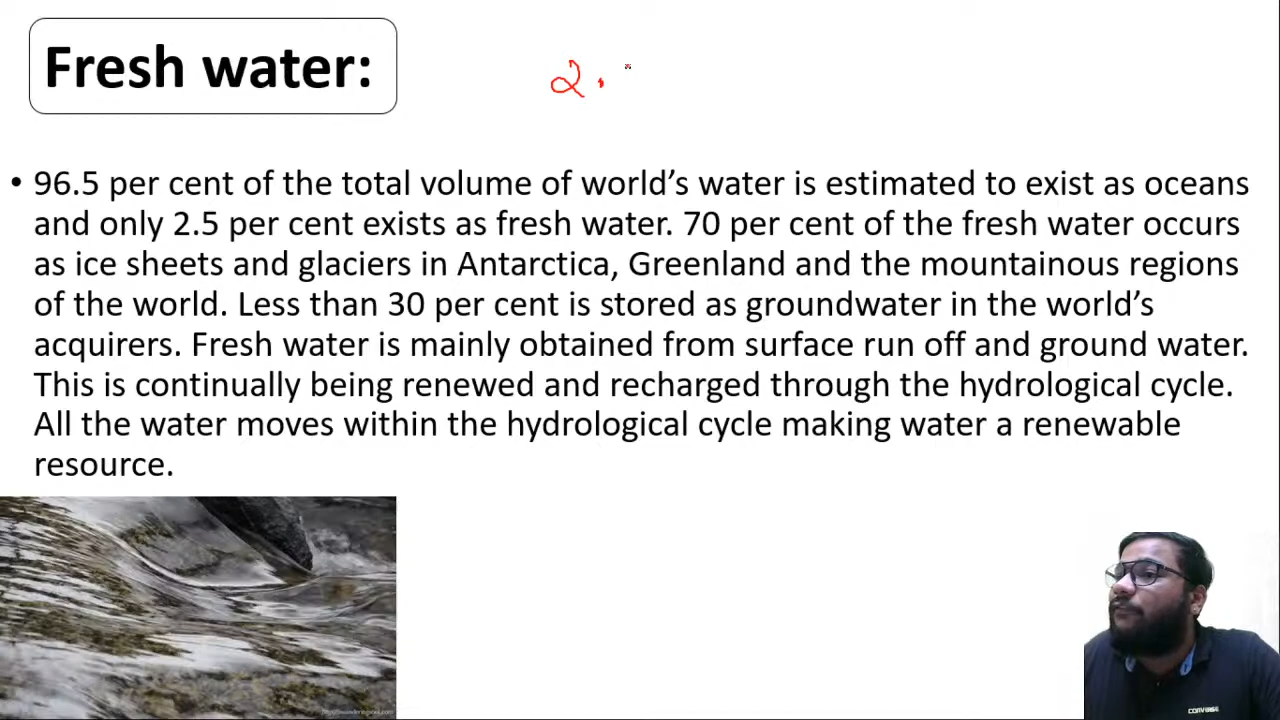 Fresh water:
2.
• 96.5 per cent of the total volume of world’s water is estimated to exist as oceans
and only 2.5 per cent exists as fresh water. 70 per cent of the fresh water occurs
as ice sheets and glaciers in Antarctica, Greenland and the mountainous regions
of the world. Less than 30 per cent is stored as groundwater in the world’s
acquirers. Fresh water is mainly obtained from surface run off and ground water.
This is continually being renewed and recharged through the hydrological cycle.
All the water moves within the hydrological cycle making water a renewable
resource.
CONVERSE